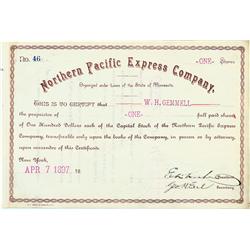 No. 46 -ONE- Shares
Northern Pacific Express Company.
Organized under Laws of the State of Minnesota.
THIS IS TO CERTIFY THAT W. H. GEMMELL
the proprietor of -ONE- full paid shares
of One Hundred Dollars each of the Capital Stock of the Northern Pacific Express
Company, transferable only upon the books of the Company, in person or by attorney,
upon surrender of this Certificate.
New York,
APR 7 1897 18
Secretary